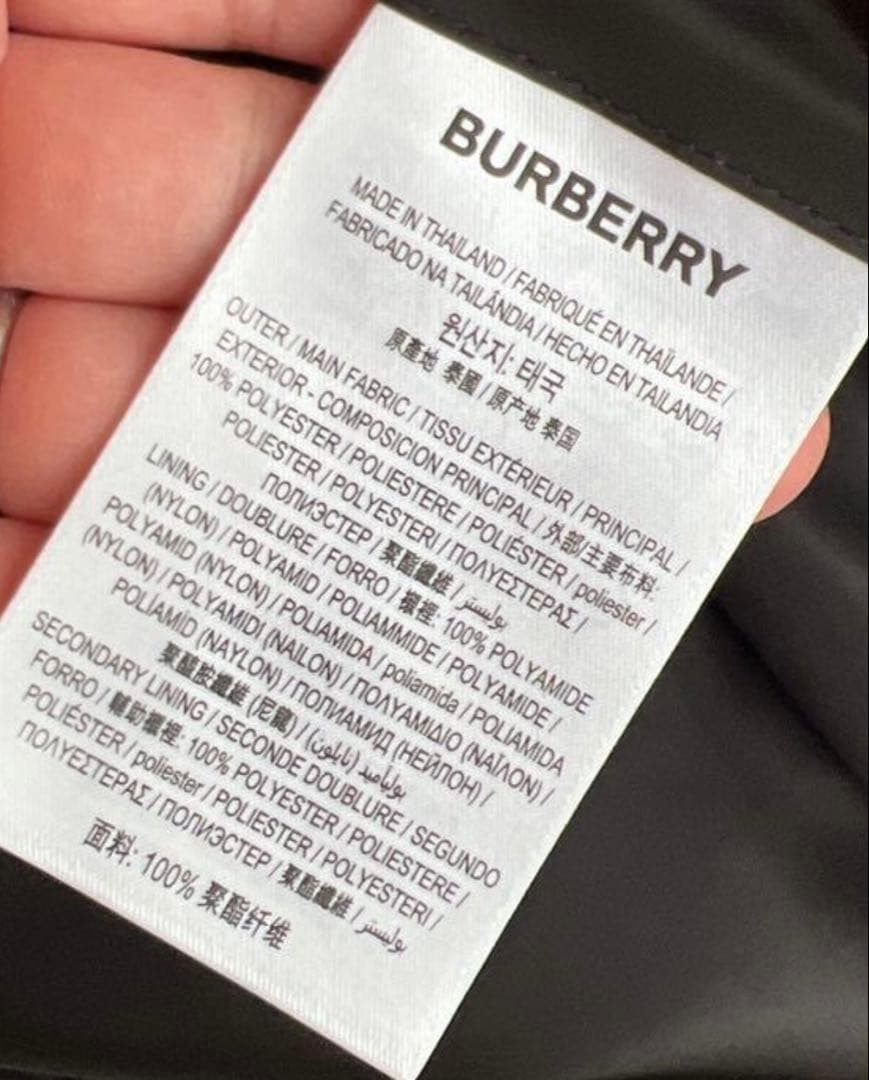 BURBERRY
MADE IN THAILAND / FABRIQUÉ EN THAÏLANDE /
FABRICADO NA TAILÂNDIA / HECHO EN TAILANDIA
원산지: 태국
原產地 泰國 / 原产地 泰国
OUTER / MAIN FABRIC / TISSU EXTÉRIEUR / PRINCIPAL /
EXTERIOR - COMPOSICION PRINCIPAL / 外部/主要布料:
100% POLYESTER / POLIESTERE / POLIÉSTER / poliester /
POLIESTER / POLYESTERI / ΠΟΛΥΕΣΤΕΡΑΣ /
ПОЛИЭСТЕР / 聚酯纖維 / بوليستر
LINING / DOUBLURE / FORRO / 襯裡: 100% POLYAMIDE
(NYLON) / POLYAMID / POLIAMMIDE / POLYAMIDE /
POLYAMID (NYLON) / POLIAMIDA / poliamida / POLIAMIDA
(NYLON) / POLYAMIDI (NAILON) / ΠΟΛΥΑΜΙΔΙΟ (ΝΑΪΛΟΝ) /
POLIAMID (NAYLON) / ПОЛИАМИД (НЕЙЛОН) /
聚醯胺纖維 (尼龍) / بولياميد (نايلون)
SECONDARY LINING / SECONDE DOUBLURE / SEGUNDO
FORRO / 輔助襯裡: 100% POLYESTER / POLIESTERE /
POLIÉSTER / poliester / POLIESTER / POLYESTERI /
ΠΟΛΥΕΣΤΕΡΑΣ / ПОЛИЭСТЕР / 聚酯纖維 / بوليستر
面料: 100% 聚酯纤维